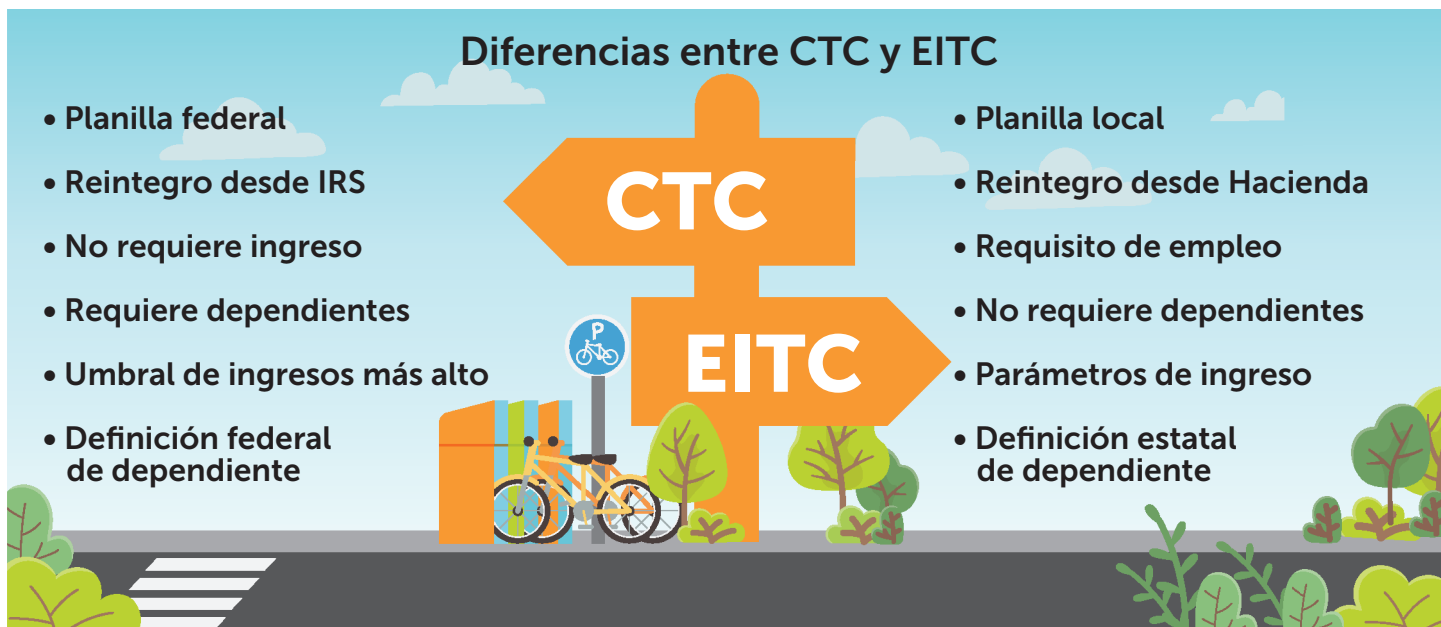 Diferencias entre CTC y EITC
• Planilla federal
• Reintegro desde IRS
• No requiere ingreso
• Requiere dependientes
• Umbral de ingresos más alto
• Definición federal
de dependiente
CTC
EITC
P
• Planilla local
• Reintegro desde Hacienda
• Requisito de empleo
• No requiere dependientes
• Parámetros de ingreso
• Definición estatal
de dependiente